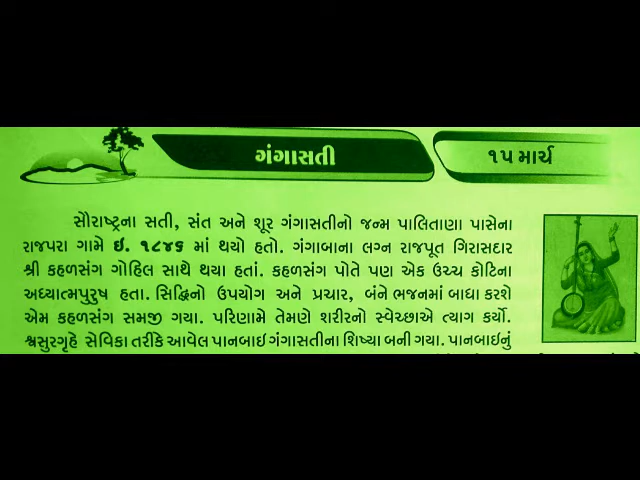 ગંગાસતી
૧૫ માર્ચ
સૌરાષ્ટ્રના સતી, સંત અને શૂર ગંગાસતીનો જન્મ પાલિતાણા પાસેના
રાજપરા ગામે ઇ. ૧૮૪૬ માં થયો હતો. ગંગાબાના લગ્ન રાજપૂત ગિરાસદાર
શ્રી કહળસંગ ગોહિલ સાથે થયા હતાં. કહળસંગ પોતે પણ એક ઉચ્ચ કોટિના
અધ્યાત્મપુરુષ હતા. સિદ્ધિનો ઉપયોગ અને પ્રચાર, બંને ભજનમાં બાધા કરશે
એમ કહળસંગ સમજી ગયા. પરિણામે તેમણે શરીરનો સ્વેચ્છાએ ત્યાગ કર્યો.
શ્વસુરગૃહે સેવિકા તરીકે આવેલ પાનબાઇ ગંગાસતીના શિષ્યા બની ગયા. પાનબાઇનું